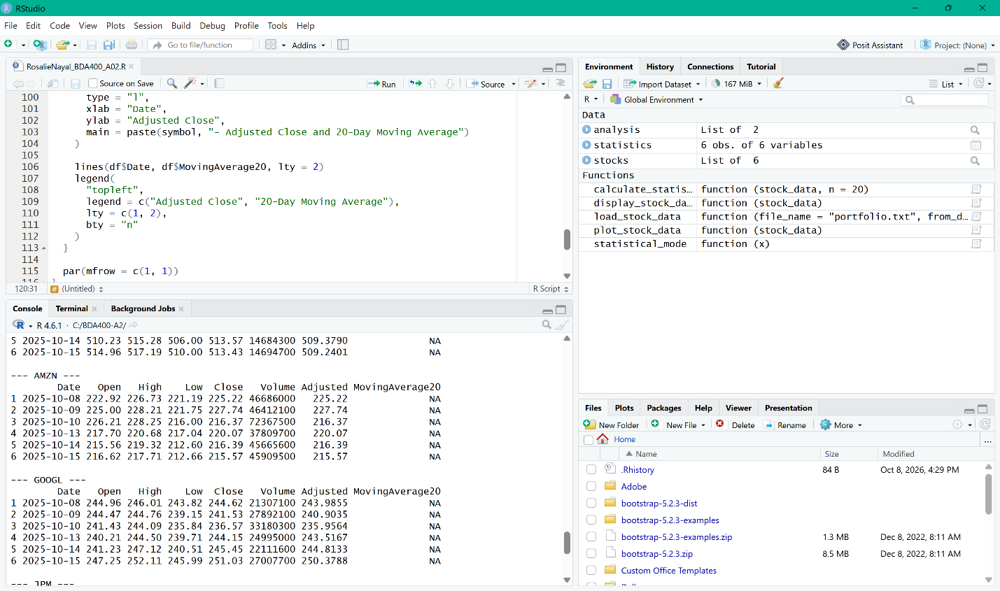 RStudio
File Edit Code View Plots Session Build Debug Profile Tools Help
Go to file/function Addins Posit Assistant Project: (None)
RosalieNayal_BDA400_A02.R
Source on Save Run Source
100 type = "l",
101 xlab = "Date",
102 ylab = "Adjusted Close",
103 main = paste(symbol, "- Adjusted Close and 20-Day Moving Average")
104 )
105
106 lines(df$Date, df$MovingAverage20, lty = 2)
107 legend(
108 "topleft",
109 legend = c("Adjusted Close", "20-Day Moving Average"),
110 lty = c(1, 2),
111 bty = "n"
112 )
113 }
114
115 par(mfrow = c(1, 1))
116 }
120:31 # (Untitled) R Script
Console Terminal Background Jobs
R 4.6.1 · C:/BDA400-A2/
5 2025-10-14 510.23 515.28 506.00 513.57 14684300 509.3790 NA
6 2025-10-15 514.96 517.19 510.00 513.43 14694700 509.2401 NA
--- AMZN ---
Date Open High Low Close Volume Adjusted MovingAverage20
1 2025-10-08 222.92 226.73 221.19 225.22 46686000 225.22 NA
2 2025-10-09 225.00 228.21 221.75 227.74 46412100 227.74 NA
3 2025-10-10 226.21 228.25 216.00 216.37 72367500 216.37 NA
4 2025-10-13 217.70 220.68 217.04 220.07 37809700 220.07 NA
5 2025-10-14 215.56 219.32 212.60 216.39 45665600 216.39 NA
6 2025-10-15 216.62 217.71 212.66 215.57 45909500 215.57 NA
--- GOOGL ---
Date Open High Low Close Volume Adjusted MovingAverage20
1 2025-10-08 244.96 246.01 243.82 244.62 21307100 243.9855 NA
2 2025-10-09 244.47 244.76 239.15 241.53 27892100 240.9035 NA
3 2025-10-10 241.43 244.09 235.84 236.57 33180300 235.9564 NA
4 2025-10-13 240.21 244.50 239.71 244.15 24995000 243.5167 NA
5 2025-10-14 241.23 247.12 240.51 245.45 22111600 244.8133 NA
6 2025-10-15 247.25 252.11 245.99 251.03 27007700 250.3788 NA
--- JPM ---
Environment History Connections Tutorial
Import Dataset 167 MiB List
R Global Environment
Data
analysis List of 2
statistics 6 obs. of 6 variables
stocks List of 6
Functions
calculate_statis… function (stock_data, n = 20)
display_stock_da… function (stock_data)
load_stock_data function (file_name = "portfolio.txt", from_d…
plot_stock_data function (stock_data)
statistical_mode function (x)
Files Plots Packages Help Viewer Presentation
New Folder New File Delete Rename More
Home ...
Name Size Modified
.Rhistory 84 B Oct 8, 2026, 4:29 PM
Adobe
bootstrap-5.2.3-dist
bootstrap-5.2.3-examples
bootstrap-5.2.3-examples.zip 1.3 MB Dec 8, 2022, 8:11 AM
bootstrap-5.2.3.zip 8.5 MB Dec 8, 2022, 8:11 AM
Custom Office Templates